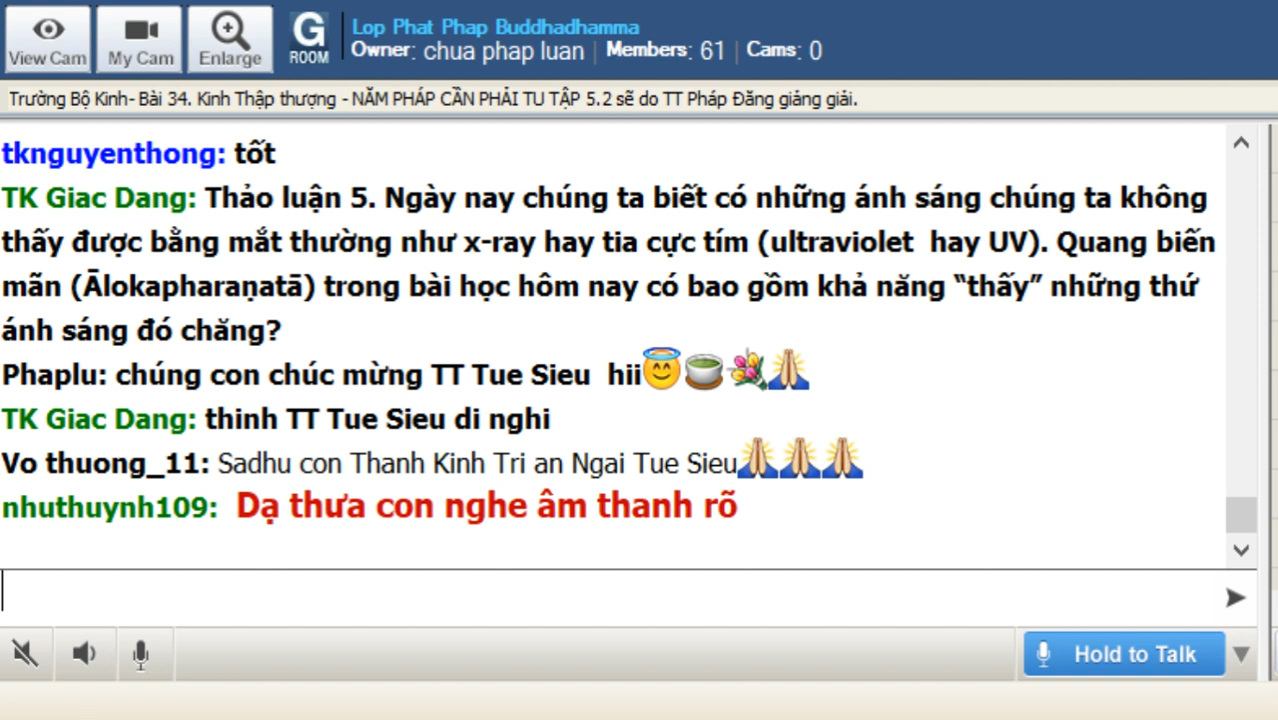 View Cam
My Cam
Enlarge
G
ROOM
Lop Phat Phap Buddhadhamma
Owner: chua phap luan | Members: 61 | Cams: 0
Trường Bộ Kinh- Bài 34. Kinh Thập thượng - NĂM PHÁP CẦN PHẢI TU TẬP 5.2 sẽ do TT Pháp Đăng giảng giải.
tknguyenthong: tốt
TK Giac Dang: Thảo luận 5. Ngày nay chúng ta biết có những ánh sáng chúng ta không
thấy được bằng mắt thường như x-ray hay tia cực tím (ultraviolet hay UV). Quang biến
mãn (Ālokapharaṇatā) trong bài học hôm nay có bao gồm khả năng “thấy” những thứ
ánh sáng đó chăng?
Phaplu: chúng con chúc mừng TT Tue Sieu hii
TK Giac Dang: thinh TT Tue Sieu di nghi
Vo thuong_11: Sadhu con Thanh Kinh Tri an Ngai Tue Sieu
nhuthuynh109: Dạ thưa con nghe âm thanh rõ
Hold to Talk